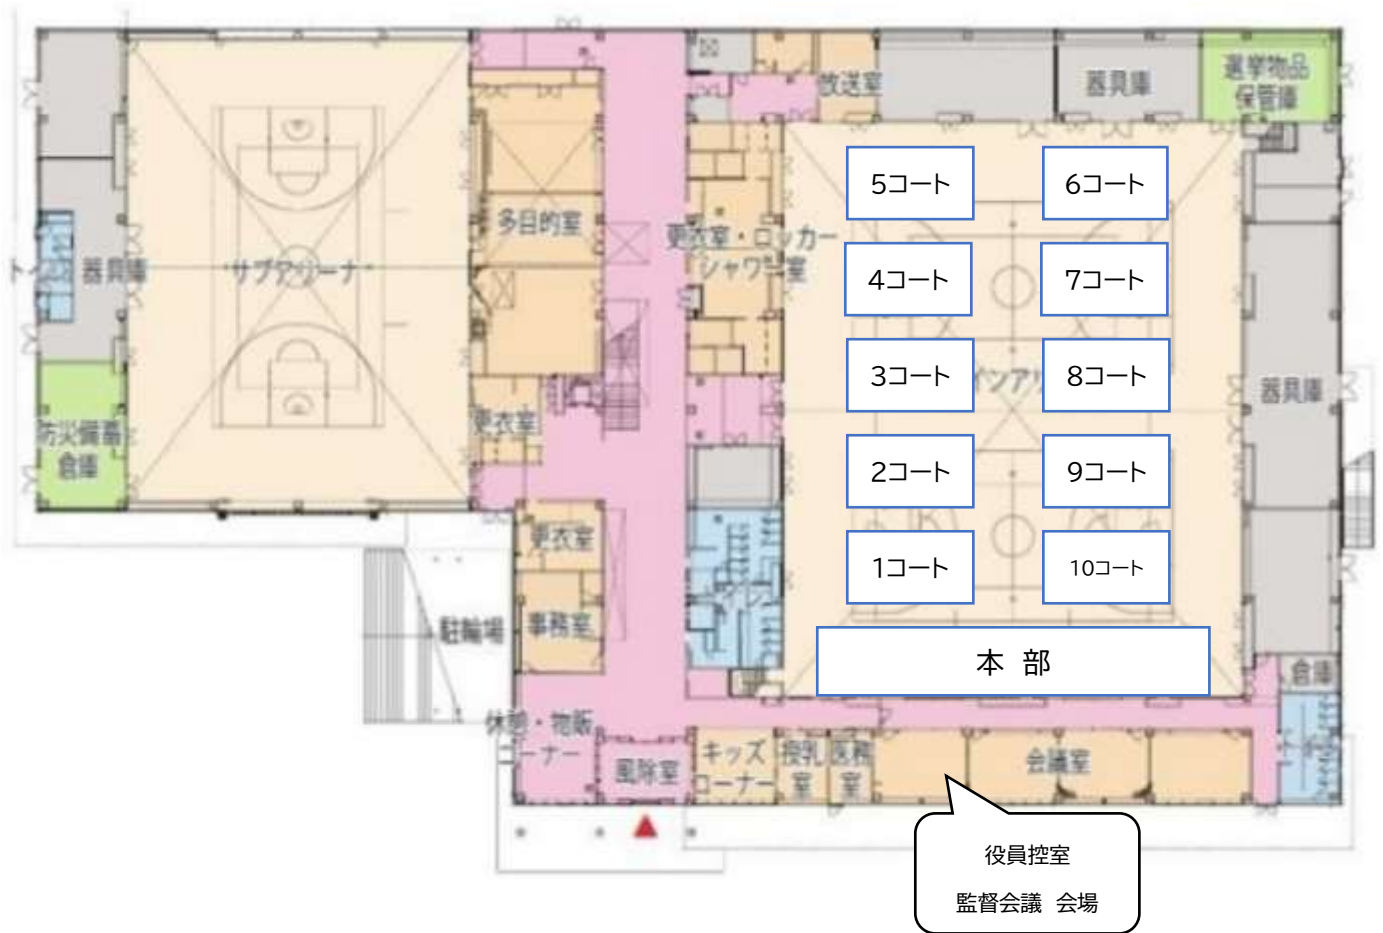 放送室
器具庫
選挙物品
保管庫
5コート
6コート
多目的室
更衣室・ロッカー
シャワー室
器具庫
サブアリーナ
4コート
7コート
3コート
8コート
器具庫
更衣室
防災備蓄
倉庫
2コート
9コート
更衣室
1コート
10コート
事務室
駐輪場
本 部
倉庫
休憩・物販
コーナー
風除室
キッズ
コーナー
授乳
室
医務
室
会議室
役員控室
監督会議 会場